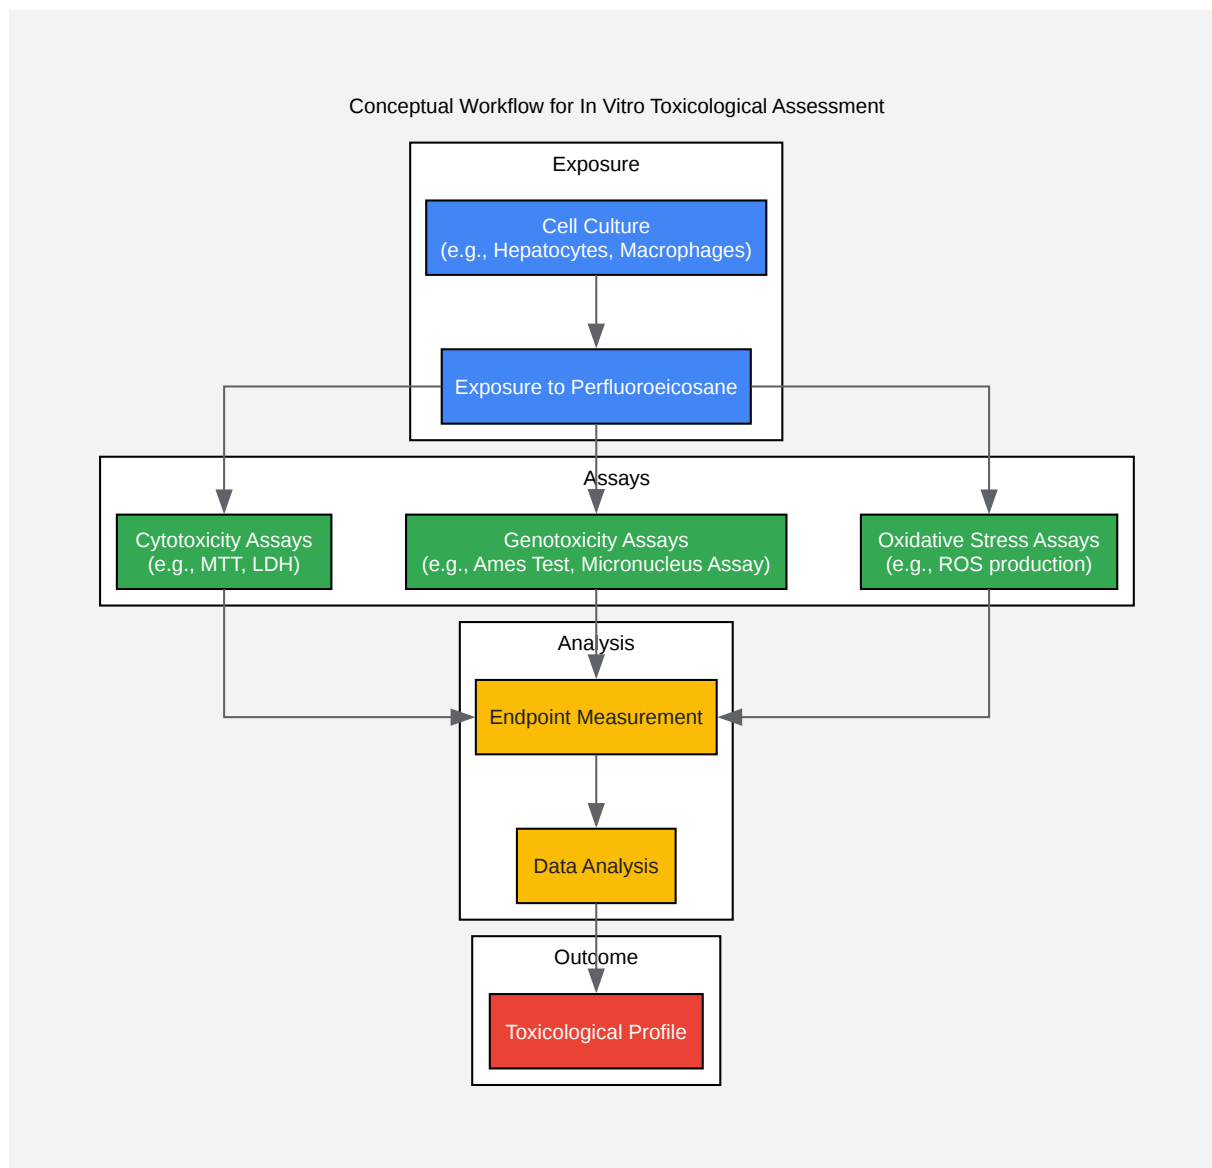 Conceptual Workflow for In Vitro Toxicological Assessment
Exposure
Cell Culture
(e.g., Hepatocytes, Macrophages)
Exposure to Perfluoroeicosane
Assays
Cytotoxicity Assays
(e.g., MTT, LDH)
Genotoxicity Assays
(e.g., Ames Test, Micronucleus Assay)
Oxidative Stress Assays
(e.g., ROS production)
Analysis
Endpoint Measurement
Data Analysis
Outcome
Toxicological Profile